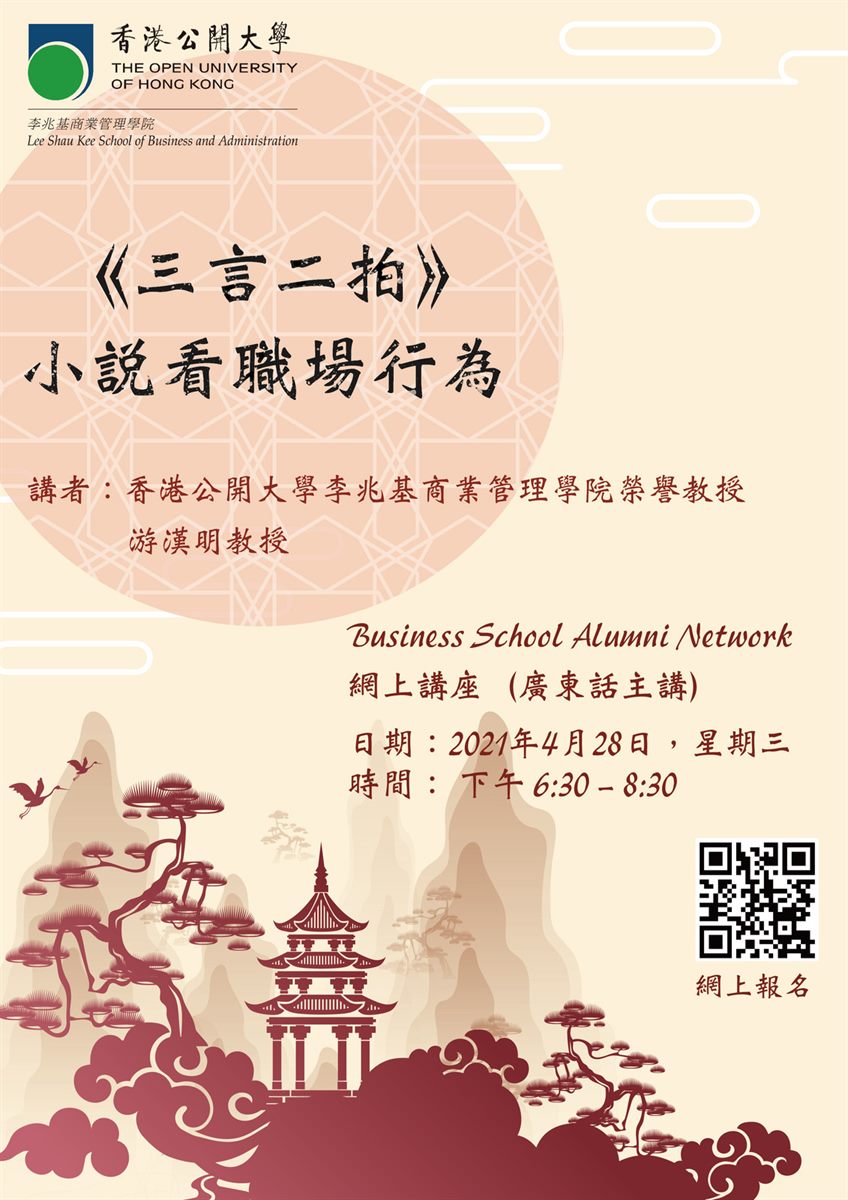 香港公開大學
THE OPEN UNIVERSITY
OF HONG KONG
李兆基商業管理學院
Lee Shau Kee School of Business and Administration
《三言二拍》
小説看職場行為
講者：香港公開大學李兆基商業管理學院榮譽教授
游漢明教授
Business School Alumni Network
網上講座 (廣東話主講)
日期：2021年4月28日，星期三
時間： 下午 6:30 – 8:30
網上報名